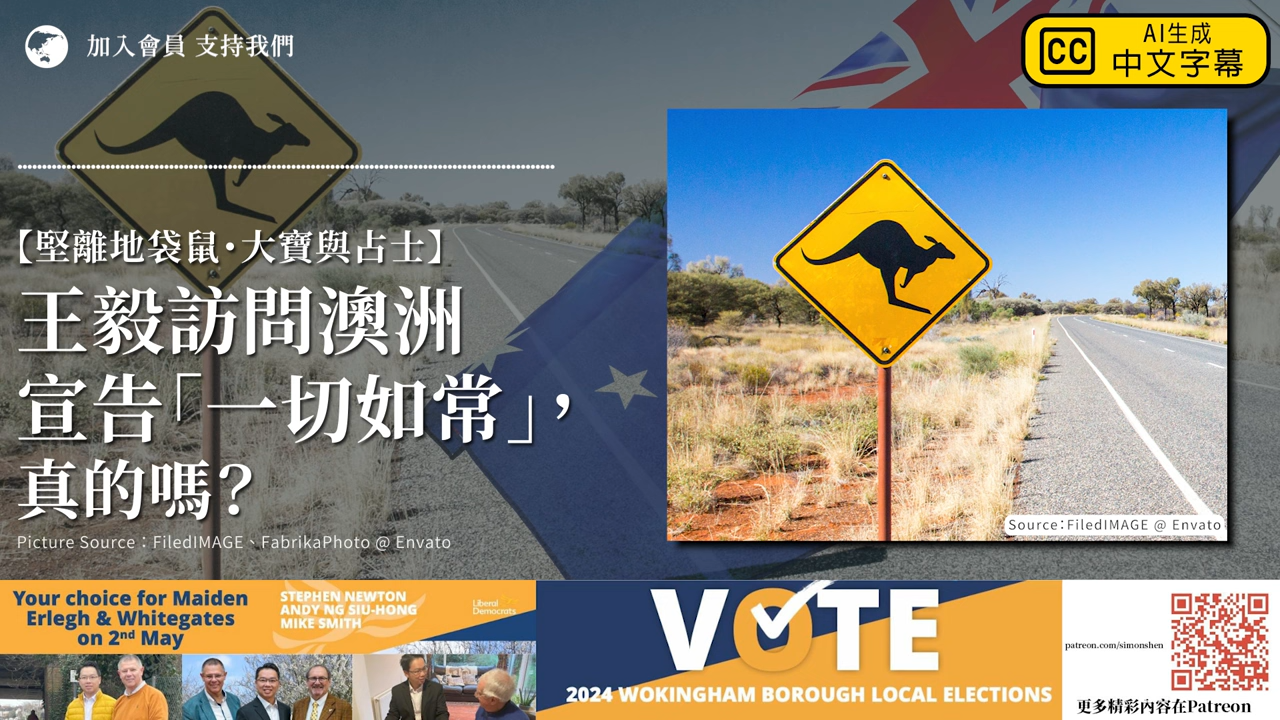 加入會員 支持我們
CC
AI生成
中文字幕
【堅離地袋鼠·大寶與占士】
王毅訪問澳洲
宣告「一切如常」，
真的嗎？
Picture Source：FiledIMAGE、FabrikaPhoto @ Envato
Source：FiledIMAGE @ Envato
Your choice for Maiden
Erlegh & Whitegates
on 2nd May
STEPHEN NEWTON
ANDY NG SIU-HONG
MIKE SMITH
Liberal
Democrats
VOTE
2024 WOKINGHAM BOROUGH LOCAL ELECTIONS
patreon.com/simonshen
更多精彩內容在Patreon